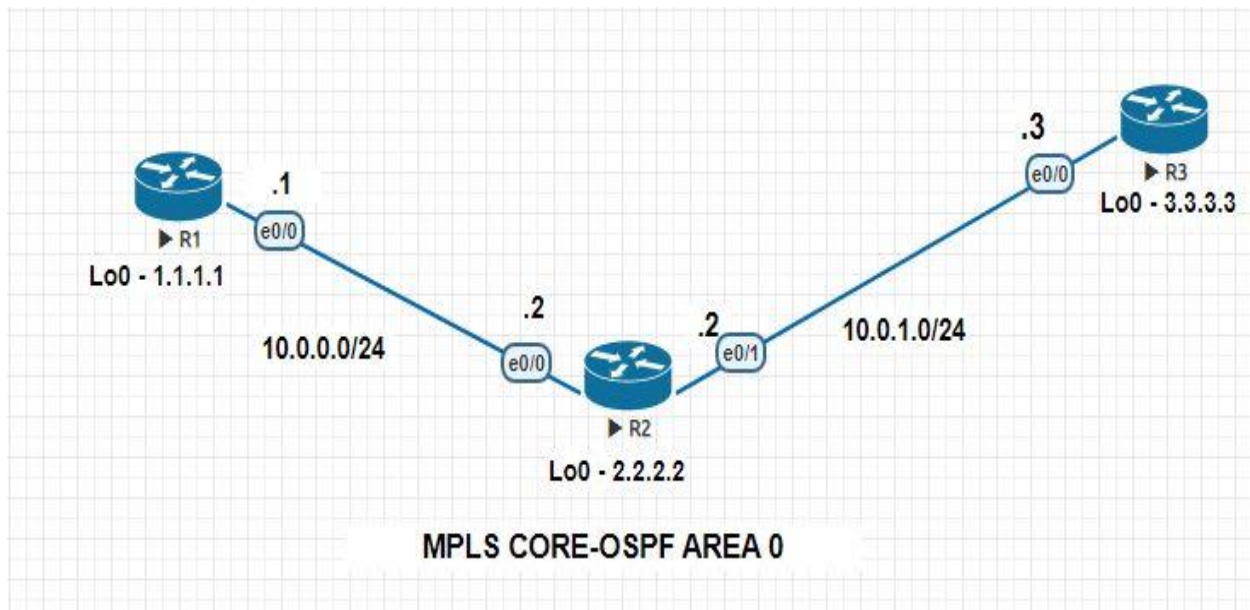 .3
e0/0
R3
Lo0 - 3.3.3.3
.1
e0/0
R1
Lo0 - 1.1.1.1
.2
e0/0
10.0.0.0/24
.2
e0/1
10.0.1.0/24
R2
Lo0 - 2.2.2.2
MPLS CORE-OSPF AREA 0